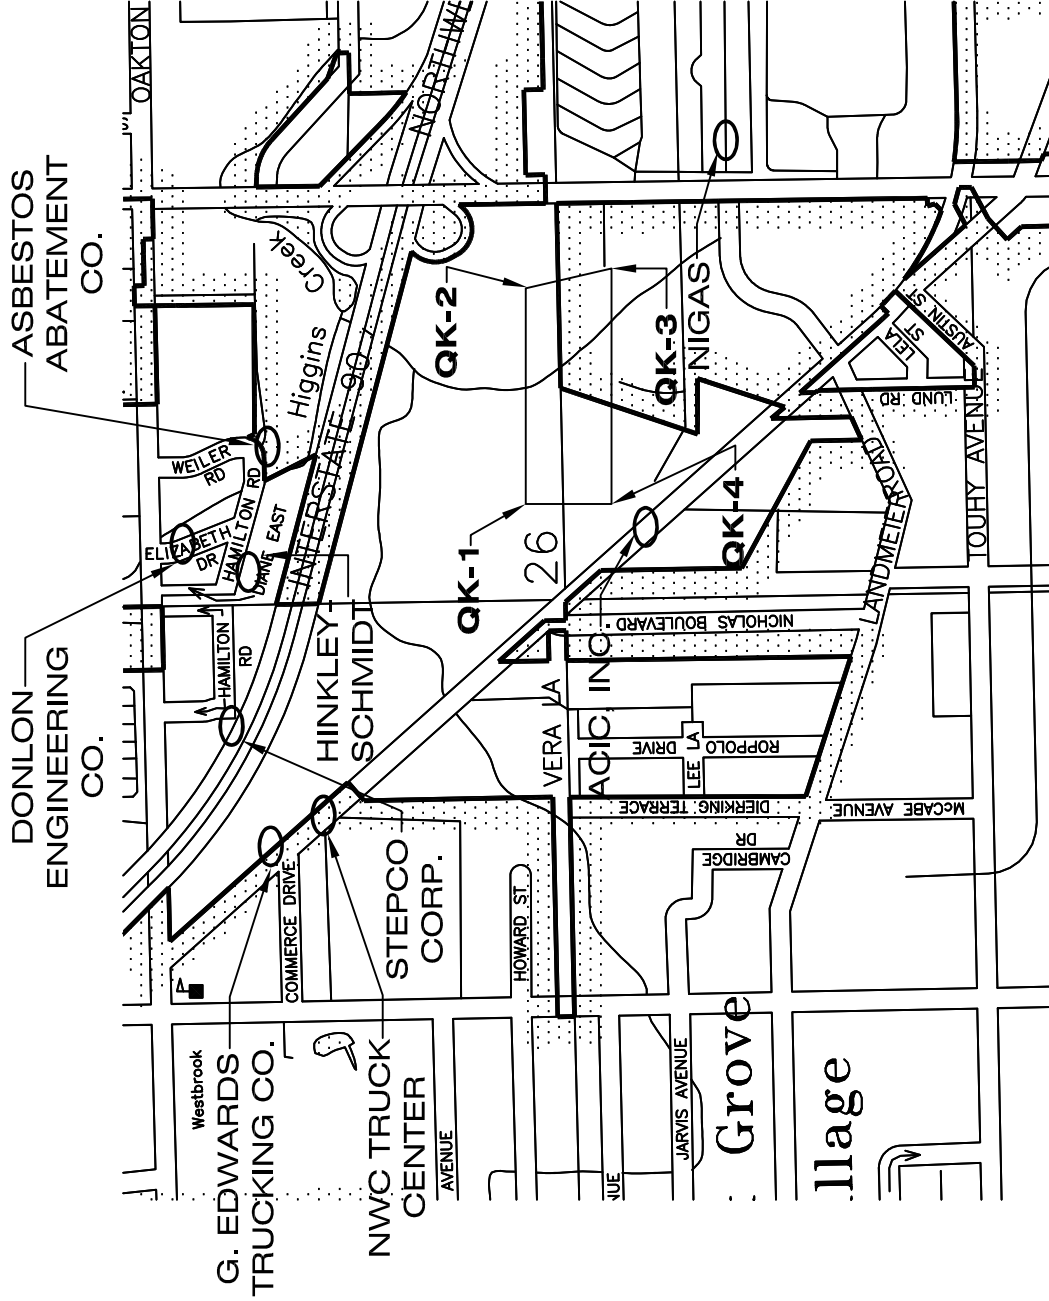 ASBESTOS
ABATEMENT
CO.
DONLON
ENGINEERING
CO.
G. EDWARDS
TRUCKING CO.
NWC TRUCK
CENTER
STEPCO
CORP.
HINKLEY-
SCHMIDT
Westbrook
COMMERCE DRIVE
HAMILTON
RD
ELIZABETH
DR
HAMILTON RD
DIANE EAST
WEILER
RD
OAKTON
S
Higgins
Creek
INTERSTATE 90
NORTHWE
QK-1
QK-2
QK-3
QK-4
NIGAS
26
AVENUE
HOWARD ST
VERA LA
ACIC, INC.
NUE
JARVIS AVENUE
DIERKING TERRACE
ROPPOLO DRIVE
LEE LA
NICHOLAS BOULEVARD
CAMBRIDGE
DR
McCABE AVENUE
LANDMEIER ROAD
LUND RD
LELA
ST
AUSTIN ST
TOUHY AVENUE
Grove
llage